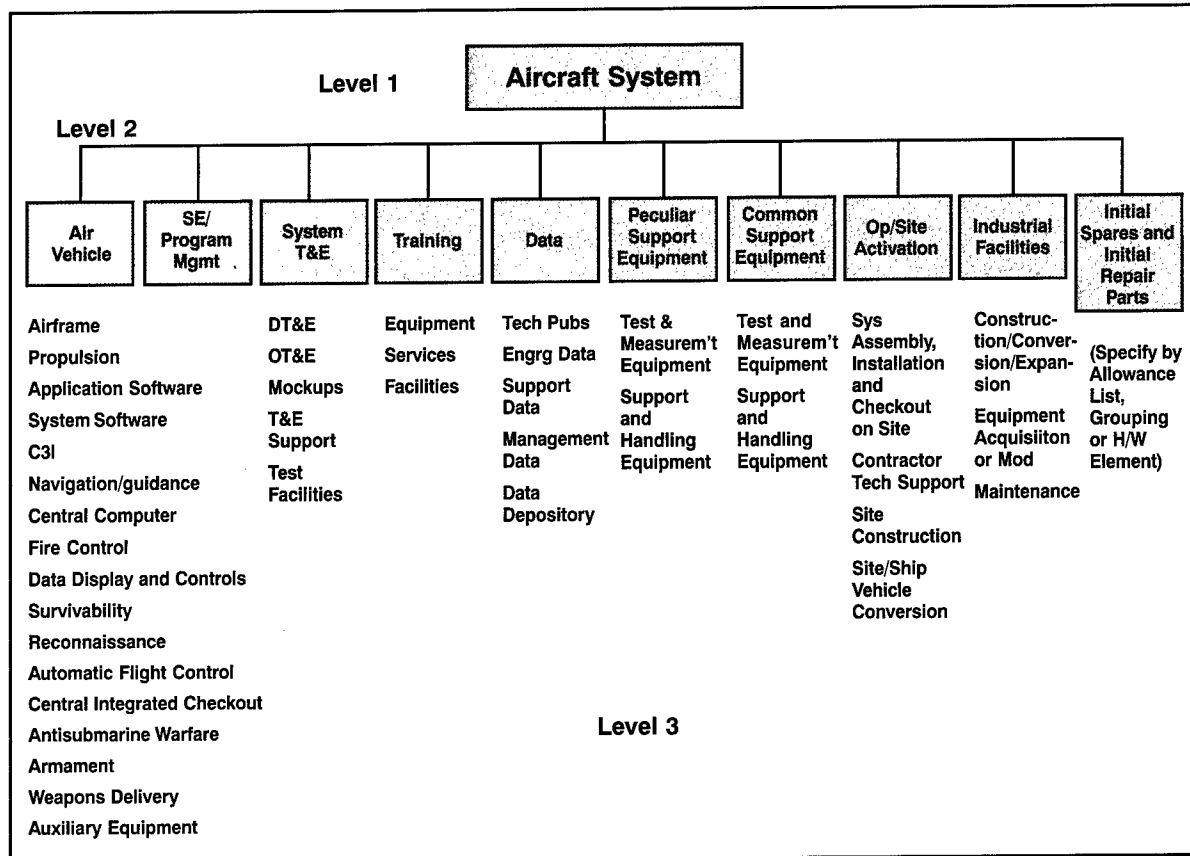 Level 1
Aircraft System
Level 2
Air
Vehicle
SE/
Program
Mgmt
System
T&E
Training
Data
Peculiar
Support
Equipment
Common
Support
Equipment
Op/Site
Activation
Industrial
Facilities
Initial
Spares and
Initial
Repair
Parts
Airframe
Propulsion
Application Software
System Software
C3I
Navigation/guidance
Central Computer
Fire Control
Data Display and Controls
Survivability
Reconnaissance
Automatic Flight Control
Central Integrated Checkout
Antisubmarine Warfare
Armament
Weapons Delivery
Auxiliary Equipment
DT&E
OT&E
Mockups
T&E
Support
Test
Facilities
Equipment
Services
Facilities
Tech Pubs
Engrg Data
Support
Data
Management
Data
Data
Depository
Test &
Measurem't
Equipment
Support
and
Handling
Equipment
Test and
Measurem't
Equipment
Support
and
Handling
Equipment
Sys
Assembly,
Installation
and
Checkout
on Site
Contractor
Tech Support
Site
Construction
Site/Ship
Vehicle
Conversion
Construc-
tion/Conver-
sion/Expan-
sion
Equipment
Acquisiiton
or Mod
Maintenance
(Specify by
Allowance
List,
Grouping
or H/W
Element)
Level 3